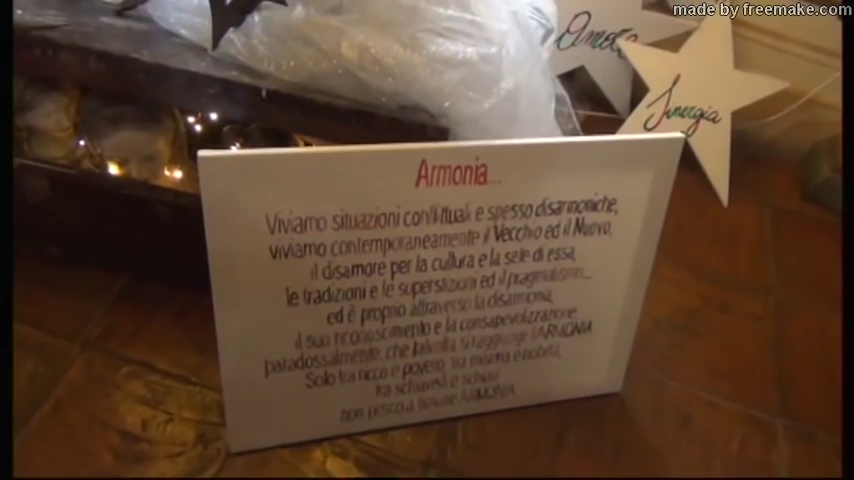 made by freemake.com
Sinergia
Armonia...
Viviamo situazioni conflittuali e spesso disarmoniche,
viviamo contemporaneamente il Vecchio ed il Nuovo,
il disamore per la cultura e la sete di essa,
le tradizioni e le superstizioni ed il pragmatismo...
ed è proprio attraverso la disarmonia,
il suo riconoscimento e la consapevolizzazione
paradossalmente, che talvolta si raggiunge l'ARMONIA
Solo tra ricco e povero, tra miseria e nobiltà,
tra schiavisti e schiavi
non riesco a trovare ARMONIA